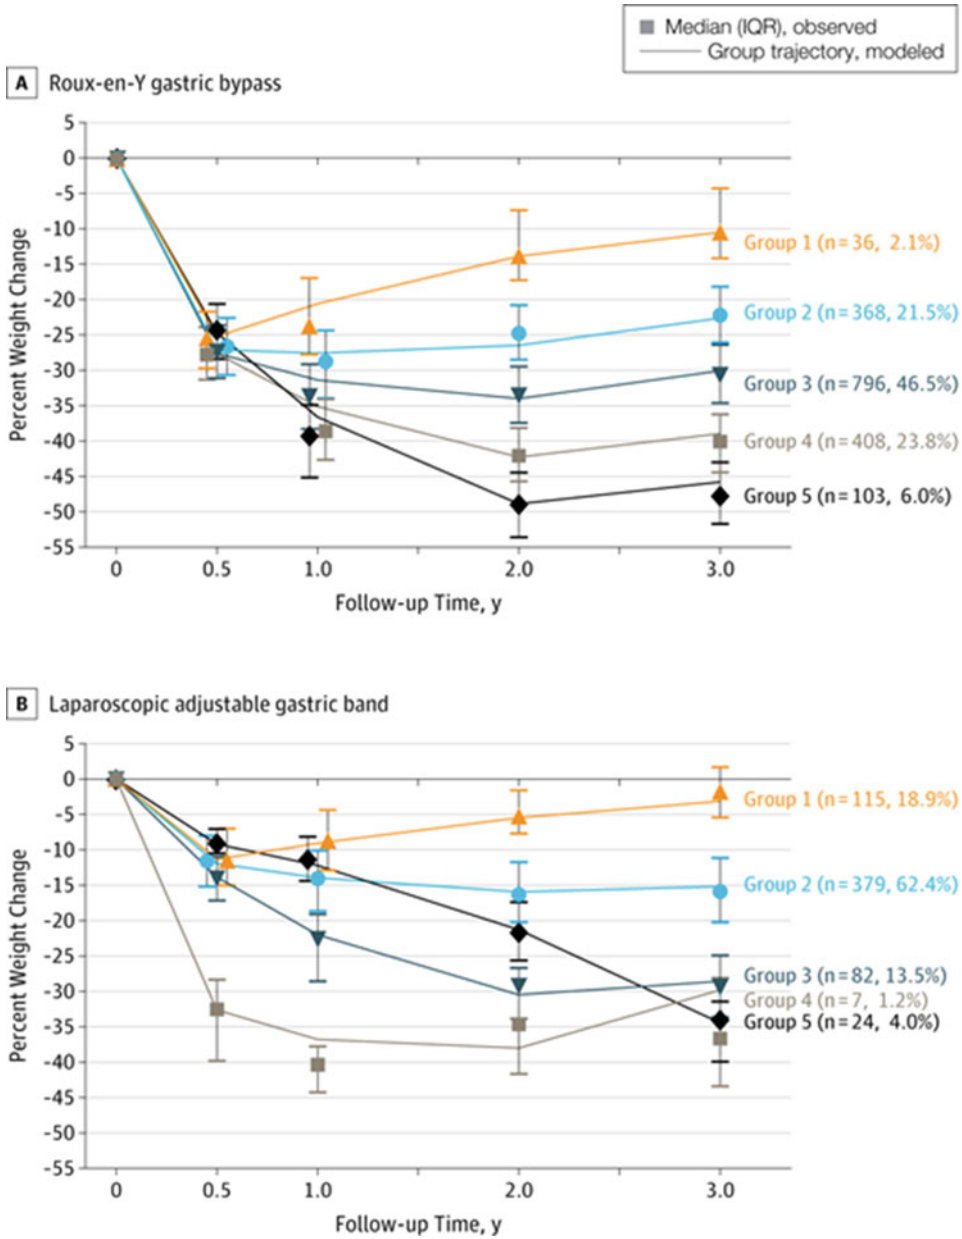 Median (IQR), observed
Group trajectory, modeled
A Roux-en-Y gastric bypass
5
0
-5
-10
-15
-20
-25
-30
-35
-40
-45
-50
-55
Percent Weight Change
Group 1 (n=36, 2.1%)
Group 2 (n=368, 21.5%)
Group 3 (n=796, 46.5%)
Group 4 (n=408, 23.8%)
Group 5 (n=103, 6.0%)
0 0.5 1.0 2.0 3.0
Follow-up Time, y
B Laparoscopic adjustable gastric band
5
0
-5
-10
-15
-20
-25
-30
-35
-40
-45
-50
-55
Percent Weight Change
Group 1 (n=115, 18.9%)
Group 2 (n=379, 62.4%)
Group 3 (n=82, 13.5%)
Group 4 (n=7, 1.2%)
Group 5 (n=24, 4.0%)
0 0.5 1.0 2.0 3.0
Follow-up Time, y